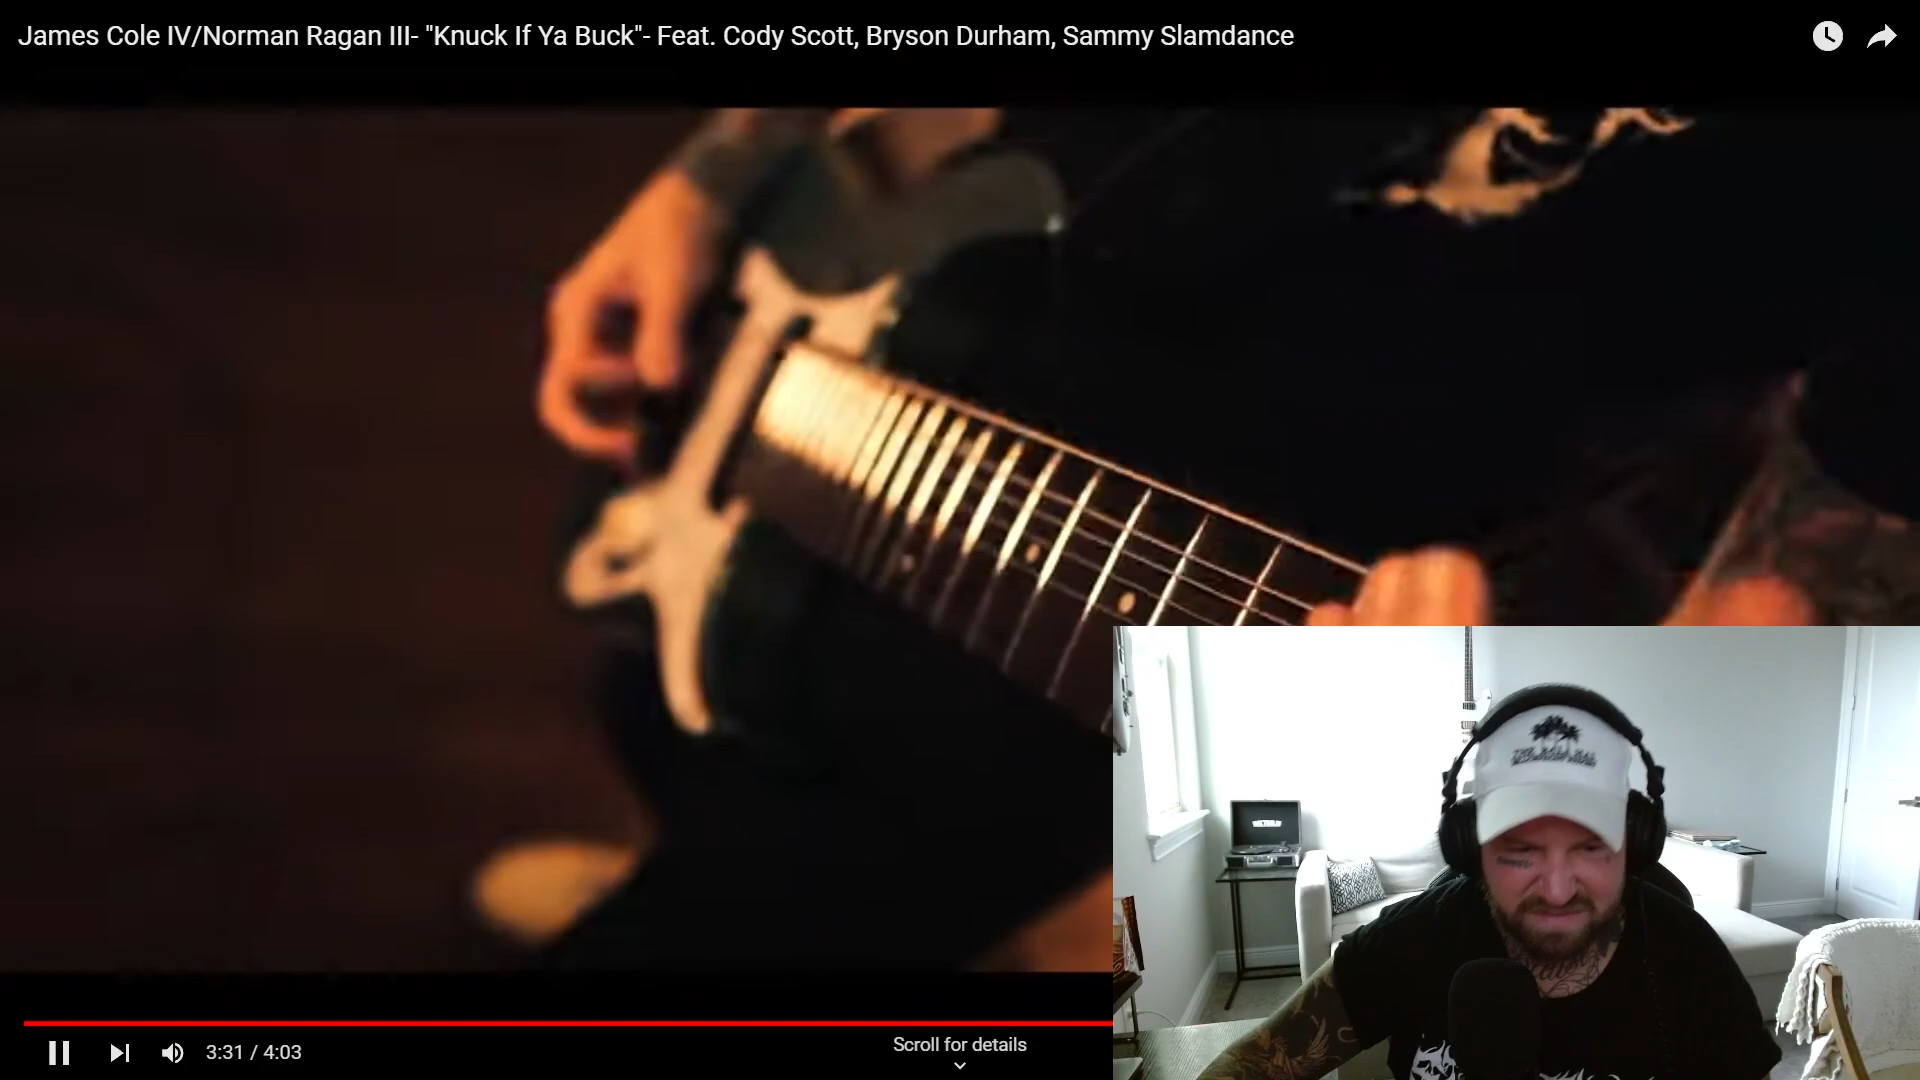 James Cole IV/Norman Ragan III- "Knuck If Ya Buck"- Feat. Cody Scott, Bryson Durham, Sammy Slamdance
3:31 / 4:03
Scroll for details